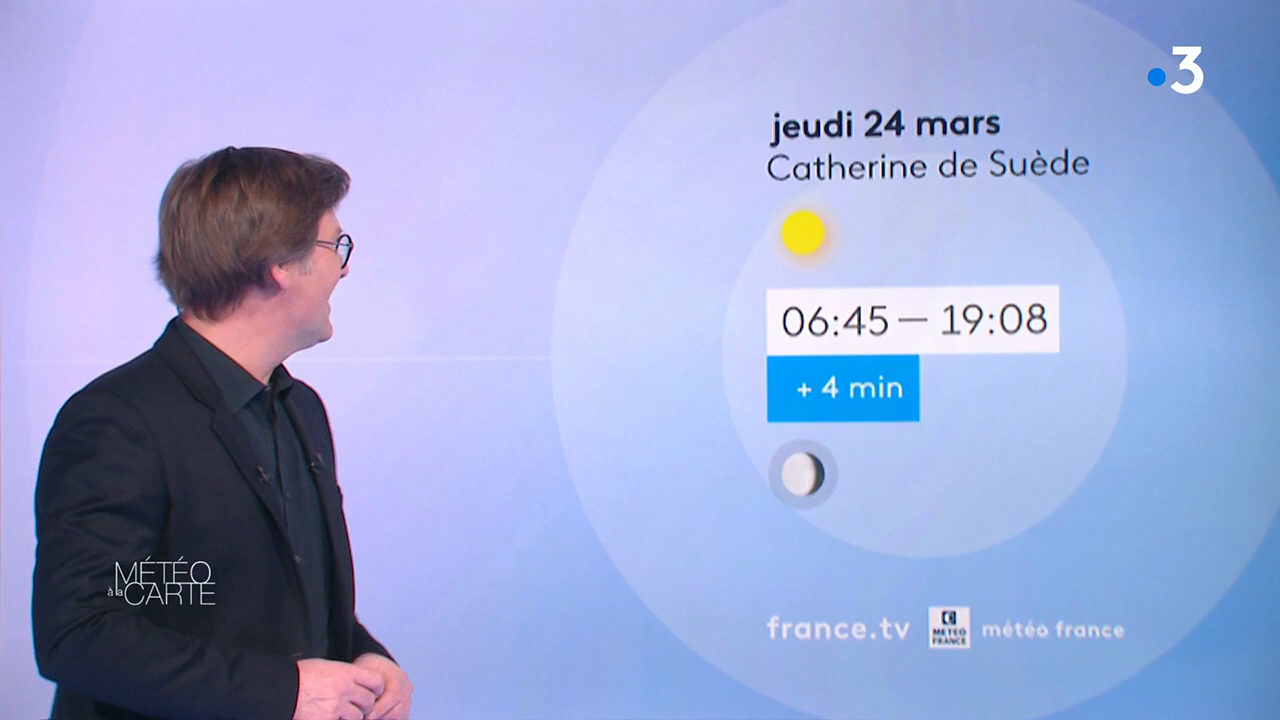 3
jeudi 24 mars
Catherine de Suède
06:45 — 19:08
+ 4 min
MÉTÉO
à la CARTE
france.tv
METEO
FRANCE
météo france